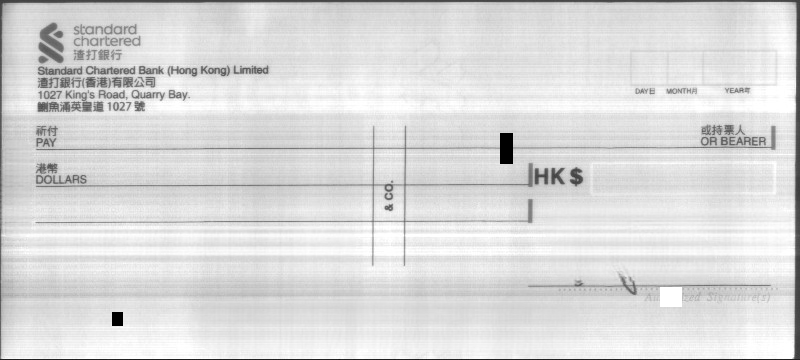 standard
chartered
渣打銀行
Standard Chartered Bank (Hong Kong) Limited
渣打銀行(香港)有限公司
1027 King's Road, Quarry Bay.
鰂魚涌英皇道 1027 號
DAY日 MONTH月 YEAR年
祈付
PAY
或持票人
OR BEARER
港幣
DOLLARS
& CO.
HK $
Signature(s)